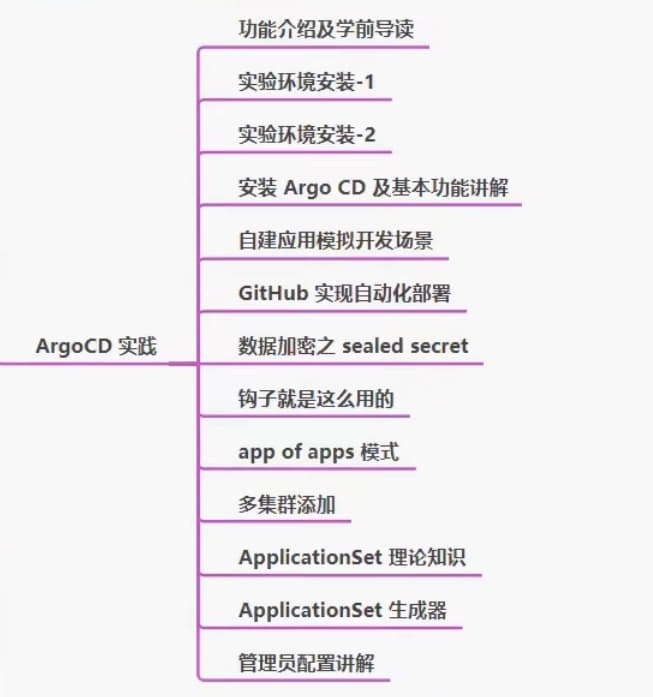 功能介绍及学前导读
实验环境安装-1
实验环境安装-2
安装 Argo CD 及基本功能讲解
自建应用模拟开发场景
GitHub 实现自动化部署
ArgoCD 实践
数据加密之 sealed secret
钩子就是这么用的
app of apps 模式
多集群添加
ApplicationSet 理论知识
ApplicationSet 生成器
管理员配置讲解